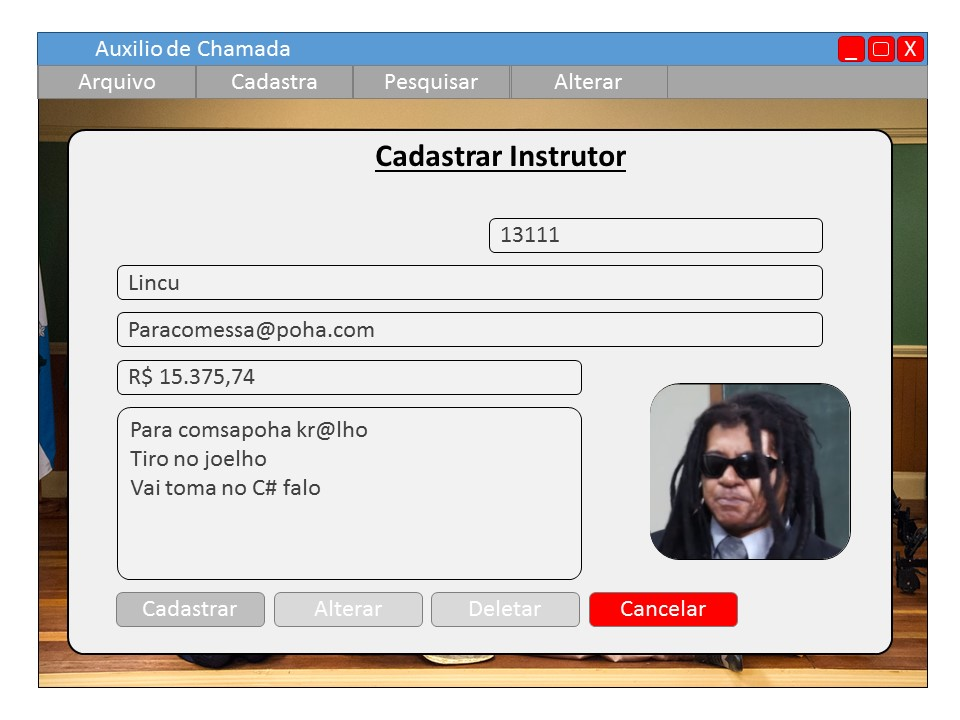 Auxilio de Chamada
_ X
Arquivo Cadastra Pesquisar Alterar
Cadastrar Instrutor
13111
Lincu
Paracomessa@poha.com
R$ 15.375,74
Para comsapoha kr@lho
Tiro no joelho
Vai toma no C# falo
Cadastrar Alterar Deletar Cancelar